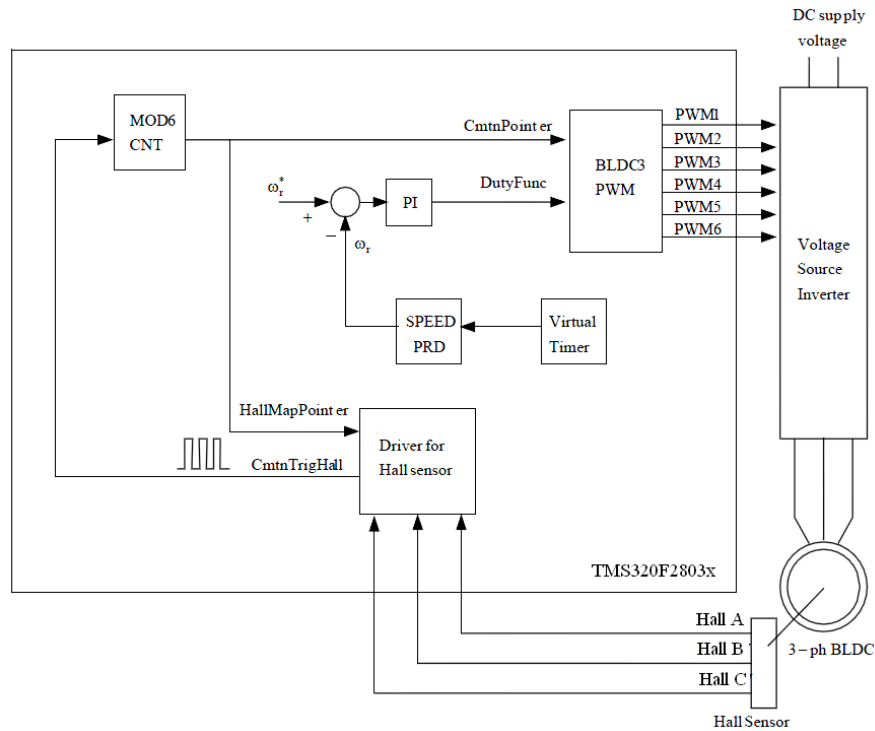 DC supply
voltage
MOD6
CNT
CmtnPointer
PWM1
PWM2
PWM3
PWM4
PWM5
PWM6
BLDC3
PWM
ωr*
+
−
ωr
PI
DutyFunc
Voltage
Source
Inverter
SPEED
PRD
Virtual
Timer
HallMapPointer
CmtnTrigHall
Driver for
Hall sensor
TMS320F2803x
Hall A
Hall B
Hall C
3−ph BLDC
Hall Sensor